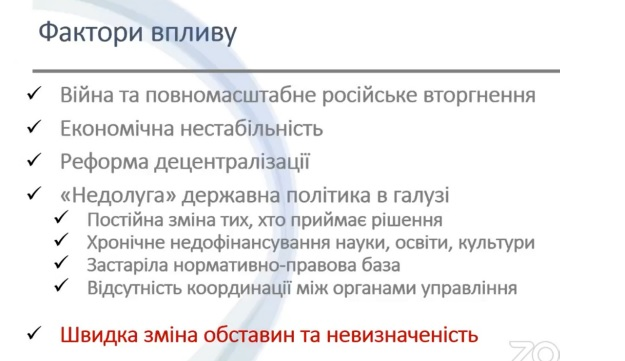 Фактори впливу
✓ Війна та повномасштабне російське вторгнення
✓ Економічна нестабільність
✓ Реформа децентралізації
✓ «Недолуга» державна політика в галузі
✓ Постійна зміна тих, хто приймає рішення
✓ Хронічне недофінансування науки, освіти, культури
✓ Застаріла нормативно-правова база
✓ Відсутність координації між органами управління
✓ Швидка зміна обставин та невизначеність